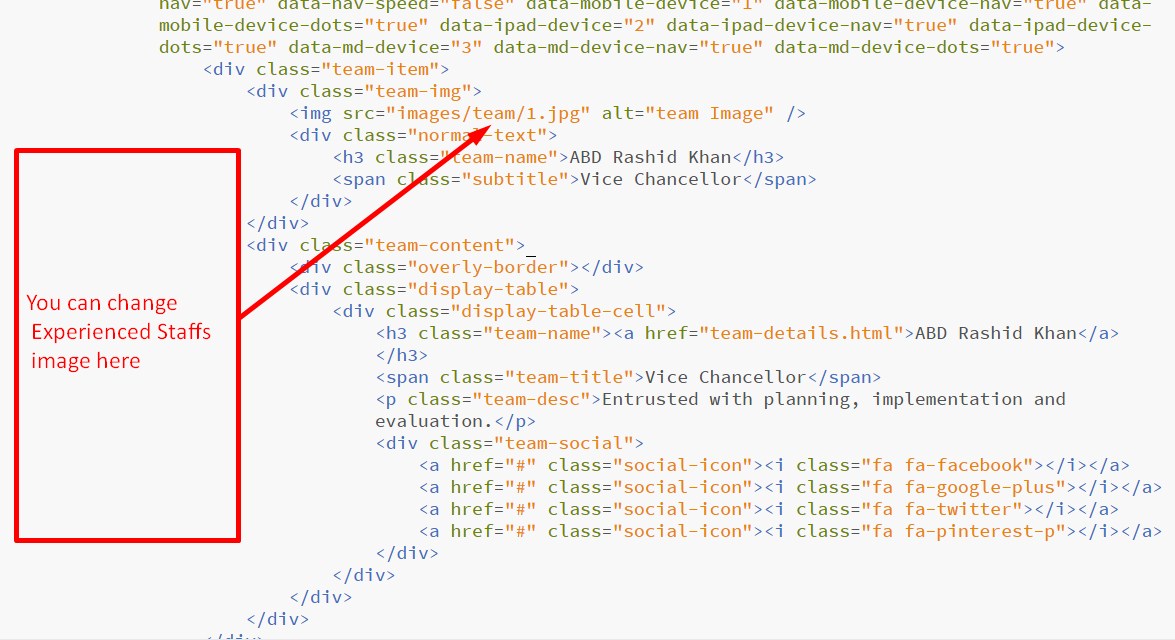 nav="true" data-nav-speed="false" data-mobile-device="1" data-mobile-device-nav="true" data-
mobile-device-dots="true" data-ipad-device="2" data-ipad-device-nav="true" data-ipad-device-
dots="true" data-md-device="3" data-md-device-nav="true" data-md-device-dots="true">
<div class="team-item">
<div class="team-img">
<img src="images/team/1.jpg" alt="team Image" />
<div class="normal-text">
<h3 class="team-name">ABD Rashid Khan</h3>
<span class="subtitle">Vice Chancellor</span>
</div>
</div>
<div class="team-content">
<div class="overly-border"></div>
<div class="display-table">
<div class="display-table-cell">
<h3 class="team-name"><a href="team-details.html">ABD Rashid Khan</a>
</h3>
<span class="team-title">Vice Chancellor</span>
<p class="team-desc">Entrusted with planning, implementation and
evaluation.</p>
<div class="team-social">
<a href="#" class="social-icon"><i class="fa fa-facebook"></i></a>
<a href="#" class="social-icon"><i class="fa fa-google-plus"></i></a>
<a href="#" class="social-icon"><i class="fa fa-twitter"></i></a>
<a href="#" class="social-icon"><i class="fa fa-pinterest-p"></i></a>
</div>
</div>
</div>
</div>
</div>
You can change
Experienced Staffs
image here